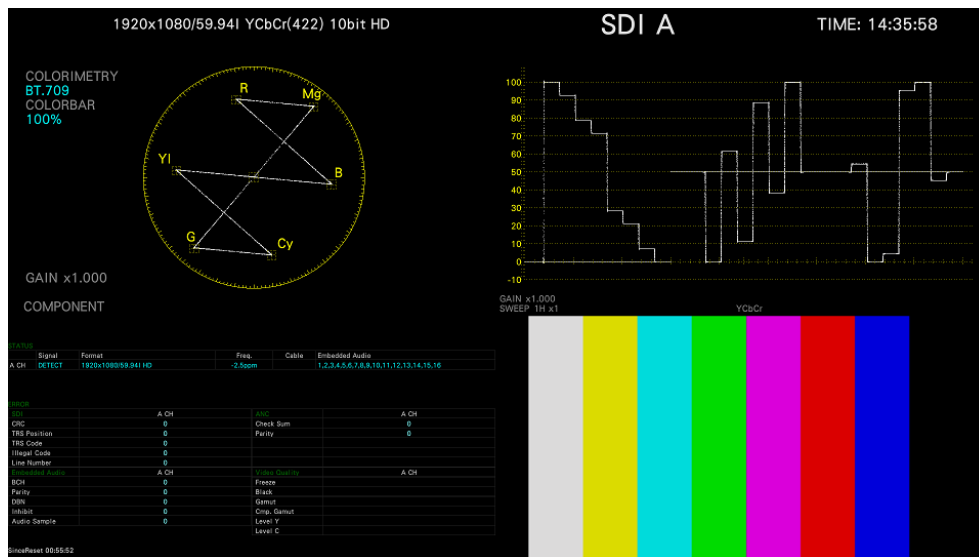 1920x1080/59.94I YCbCr(422) 10bit HD
SDI A
TIME: 14:35:58
COLORIMETRY
BT.709
COLORBAR
100%
R
Mg
Yl
B
G
Cy
GAIN x1.000
COMPONENT
100
90
80
70
60
50
40
30
20
10
0
-10
GAIN x1.000
SWEEP 1H x1
YCbCr
STATUS
Signal Format Freq. Cable Embedded Audio
A CH DETECT 1920x1080/59.94I HD -2.5ppm 1,2,3,4,5,6,7,8,9,10,11,12,13,14,15,16
ERROR
SDI A CH ANC A CH
CRC 0 Check Sum 0
TRS Position 0 Parity 0
TRS Code 0
Illegal Code 0
Line Number 0
Embedded Audio A CH Video Quality A CH
BCH 0 Freeze
Parity 0 Black
DBN 0 Gamut
Inhibit 0 Cmp. Gamut
Audio Sample 0 Level Y
Level C
SinceReset 00:55:52